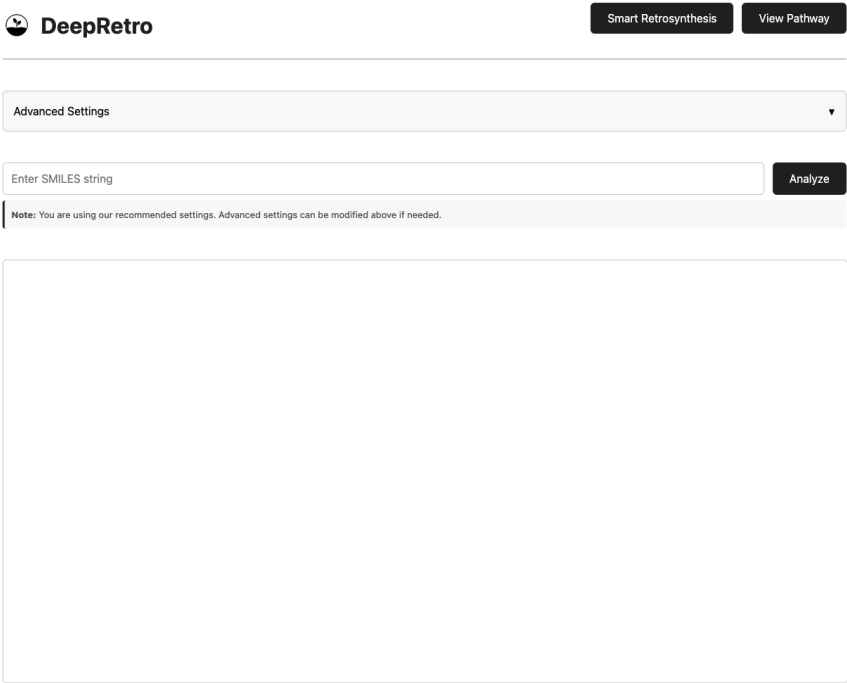 DeepRetro
Smart Retrosynthesis
View Pathway
Advanced Settings
▼
Enter SMILES string
Analyze
Note: You are using our recommended settings. Advanced settings can be modified above if needed.